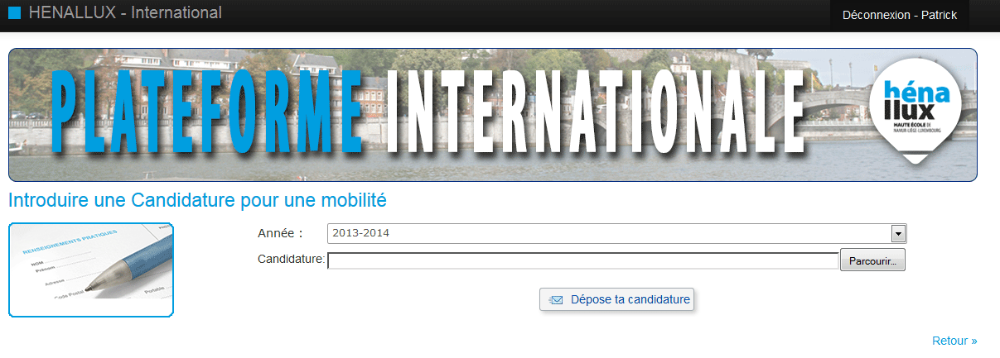 HENALLUX - International
Déconnexion - Patrick
PLATEFORME INTERNATIONALE
héna
llux
HAUTE ÉCOLE DE
NAMUR-LIÈGE-LUXEMBOURG
Introduire une Candidature pour une mobilité
RENSEIGNEMENTS PRATIQUES
NOM
Prénom
Adresse
Code Postal
Portable
Année :
2013-2014
Candidature:
Parcourir...
Dépose ta candidature
Retour »